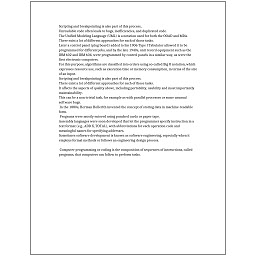 Scripting and breakpointing is also part of this process.
Unreadable code often leads to bugs, inefficiencies, and duplicated code.
The Unified Modeling Language (UML) is a notation used for both the OOAD and MDA.
There exist a lot of different approaches for each of those tasks.
Later a control panel (plug board) added to his 1906 Type I Tabulator allowed it to be
programmed for different jobs, and by the late 1940s, unit record equipment such as the
IBM 602 and IBM 604, were programmed by control panels in a similar way, as were the
first electronic computers.
For this purpose, algorithms are classified into orders using so-called Big O notation, which
expresses resource use, such as execution time or memory consumption, in terms of the size
of an input.
Scripting and breakpointing is also part of this process.
There exist a lot of different approaches for each of those tasks.
It affects the aspects of quality above, including portability, usability and most importantly
maintainability.
This can be a non-trivial task, for example as with parallel processes or some unusual
software bugs.
In the 1880s, Herman Hollerith invented the concept of storing data in machine-readable
form.
Programs were mostly entered using punched cards or paper tape.
Assembly languages were soon developed that let the programmer specify instruction in a
text format (e.g., ADD X, TOTAL), with abbreviations for each operation code and
meaningful names for specifying addresses.
Sometimes software development is known as software engineering, especially when it
employs formal methods or follows an engineering design process.
Computer programming or coding is the composition of sequences of instructions, called
programs, that computers can follow to perform tasks.